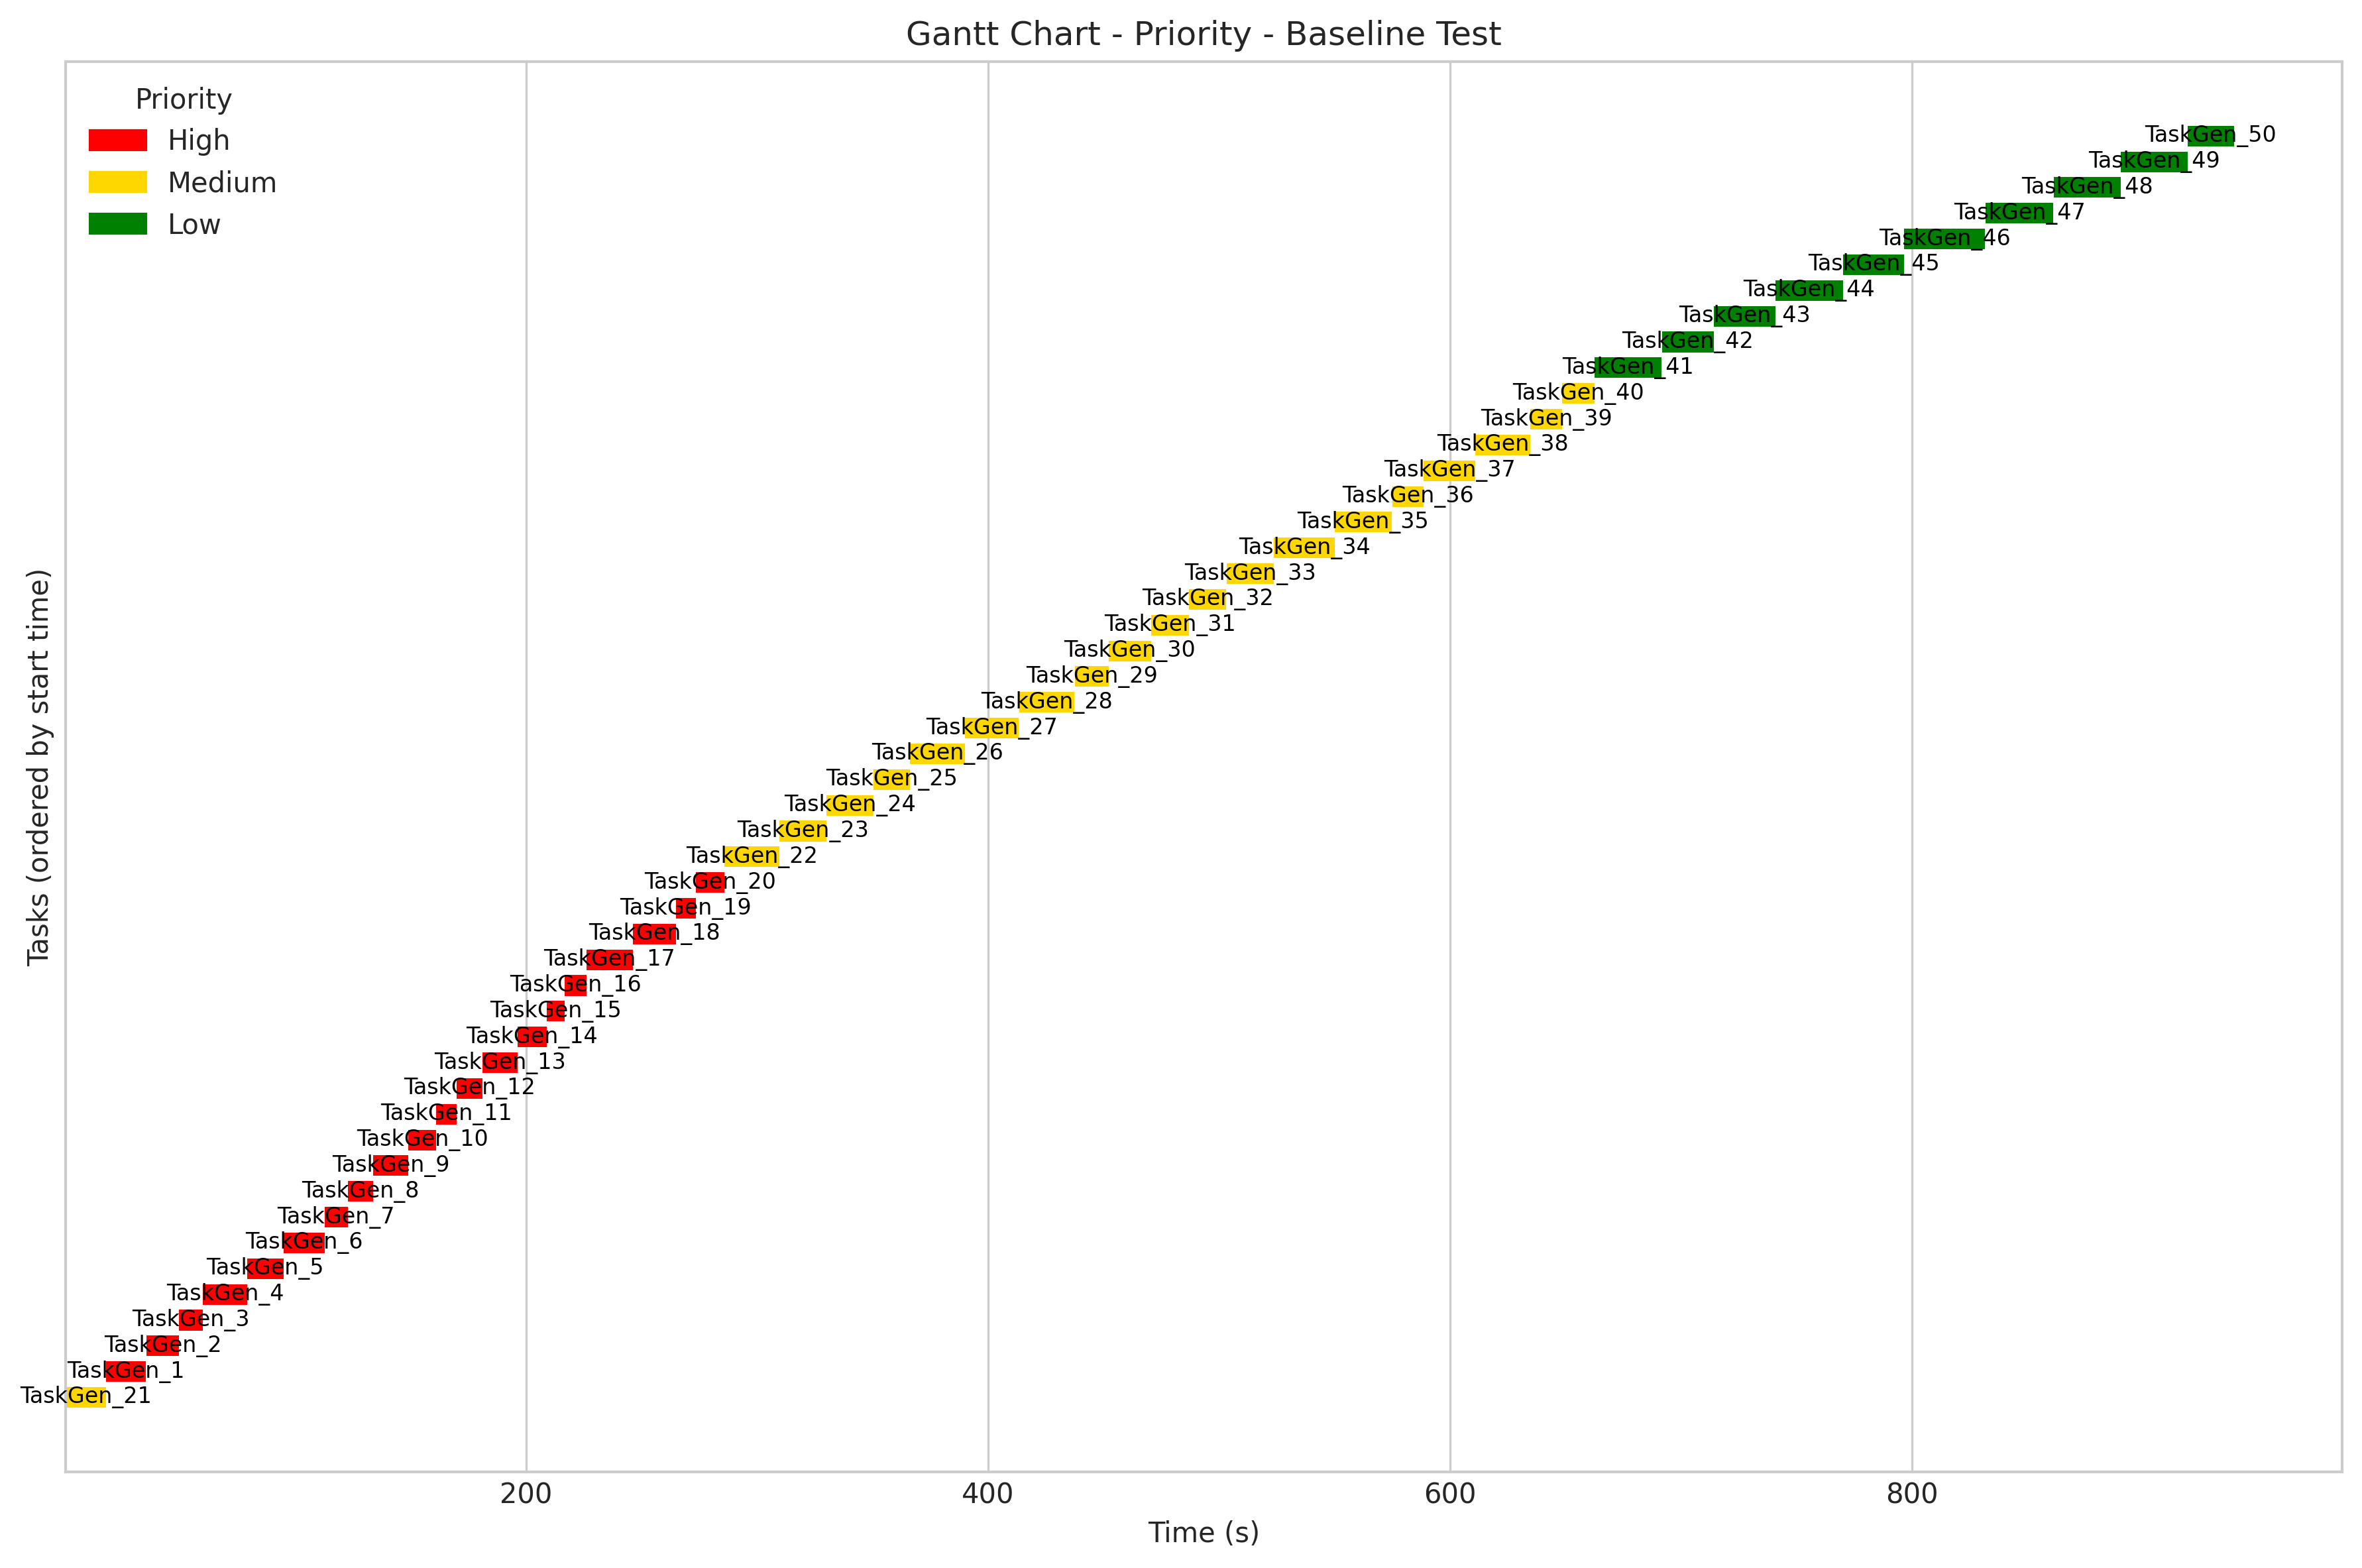 Gantt Chart - Priority - Baseline Test
Priority
High
Medium
Low
TaskGen_50
TaskGen_49
TaskGen_48
TaskGen_47
TaskGen_46
TaskGen_45
TaskGen_44
TaskGen_43
TaskGen_42
TaskGen_41
TaskGen_40
TaskGen_39
TaskGen_38
TaskGen_37
TaskGen_36
TaskGen_35
TaskGen_34
TaskGen_33
TaskGen_32
TaskGen_31
TaskGen_30
TaskGen_29
TaskGen_28
TaskGen_27
TaskGen_26
TaskGen_25
TaskGen_24
TaskGen_23
TaskGen_22
TaskGen_20
TaskGen_19
TaskGen_18
TaskGen_17
TaskGen_16
TaskGen_15
TaskGen_14
TaskGen_13
TaskGen_12
TaskGen_11
TaskGen_10
TaskGen_9
TaskGen_8
TaskGen_7
TaskGen_6
TaskGen_5
TaskGen_4
TaskGen_3
TaskGen_2
TaskGen_1
TaskGen_21
Tasks (ordered by start time)
200 400 600 800
Time (s)